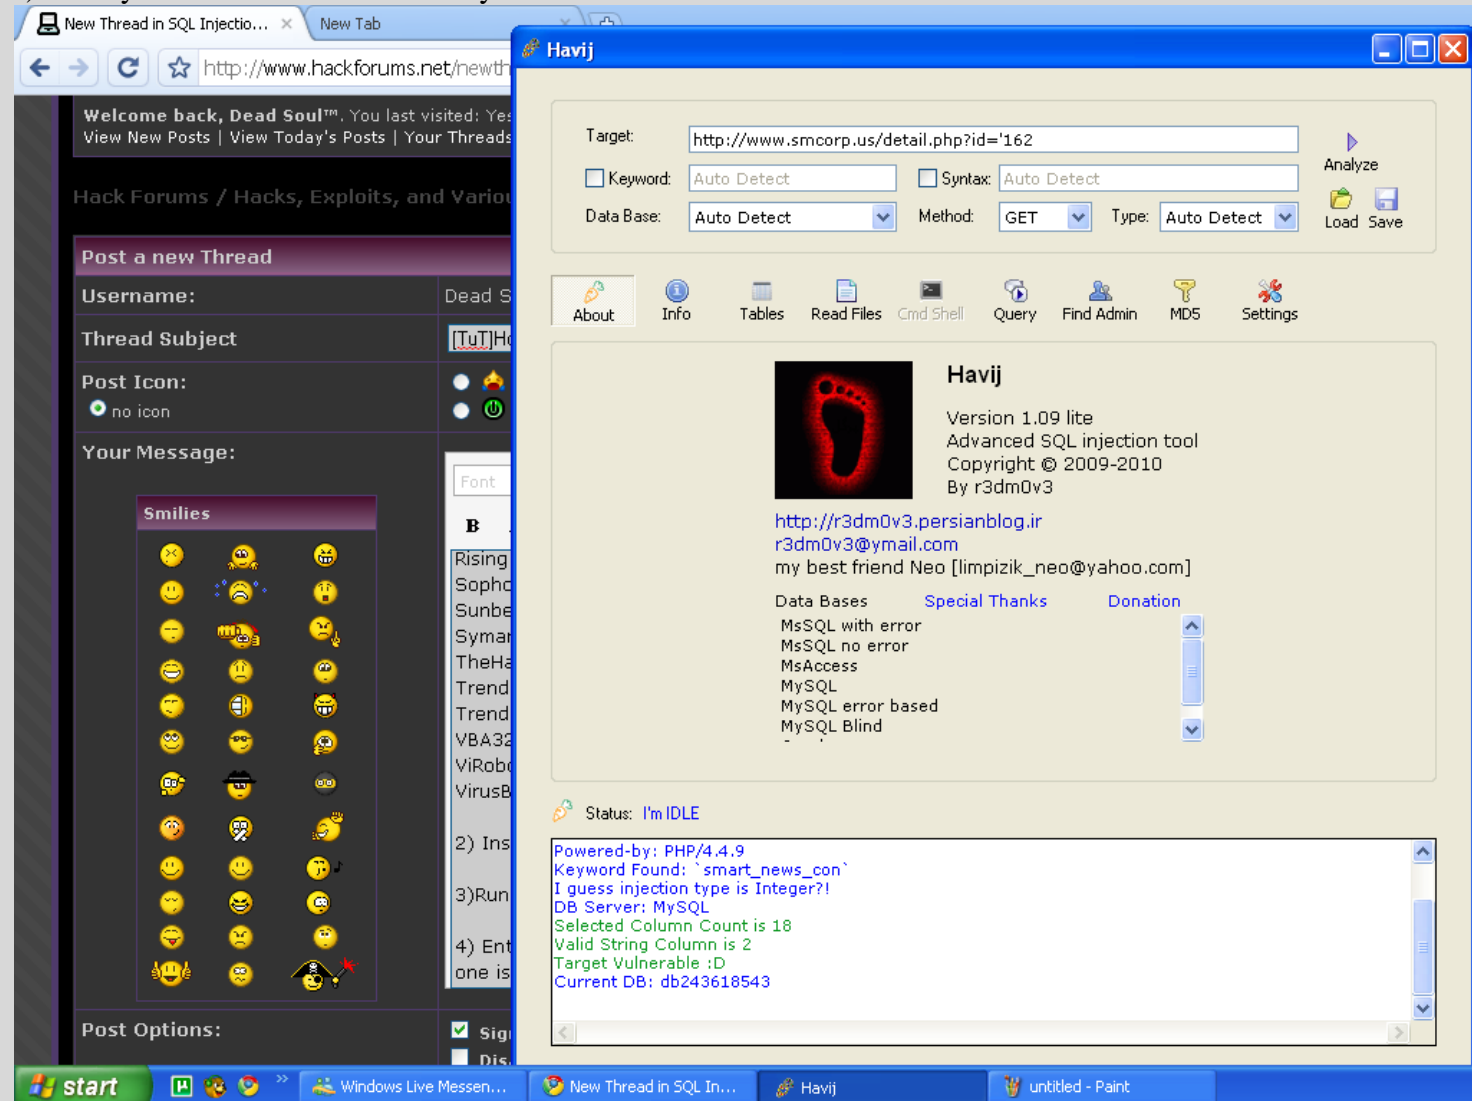 New Thread in SQL Injectio...
New Tab
http://www.hackforums.net/newth
Welcome back, Dead Soul™. You last visited: Yes
View New Posts | View Today's Posts | Your Threads
Hack Forums / Hacks, Exploits, and Variou
Post a new Thread
Username:
Dead S
Thread Subject
[TuT]Ho
Post Icon:
no icon
Your Message:
Font
B
Smilies
Rising
Sopho
Sunbe
Symar
TheHa
Trend
Trend
VBA32
ViRobo
VirusB
2) Ins
3)Run
4) Ent
one is
Post Options:
Sign
Dis
Havij
Target:
http://www.smcorp.us/detail.php?id='162
Analyze
Keyword:
Auto Detect
Syntax:
Auto Detect
Data Base:
Auto Detect
Method:
GET
Type:
Auto Detect
Load
Save
About
Info
Tables
Read Files
Cmd Shell
Query
Find Admin
MD5
Settings
Havij
Version 1.09 lite
Advanced SQL injection tool
Copyright © 2009-2010
By r3dm0v3
http://r3dm0v3.persianblog.ir
r3dm0v3@ymail.com
my best friend Neo [limpizik_neo@yahoo.com]
Data Bases
Special Thanks
Donation
MsSQL with error
MsSQL no error
MsAccess
MySQL
MySQL error based
MySQL Blind
Status: I'm IDLE
Powered-by: PHP/4.4.9
Keyword Found: `smart_news_con`
I guess injection type is Integer?!
DB Server: MySQL
Selected Column Count is 18
Valid String Column is 2
Target Vulnerable :D
Current DB: db243618543
start
Windows Live Messen...
New Thread in SQL In...
Havij
untitled - Paint